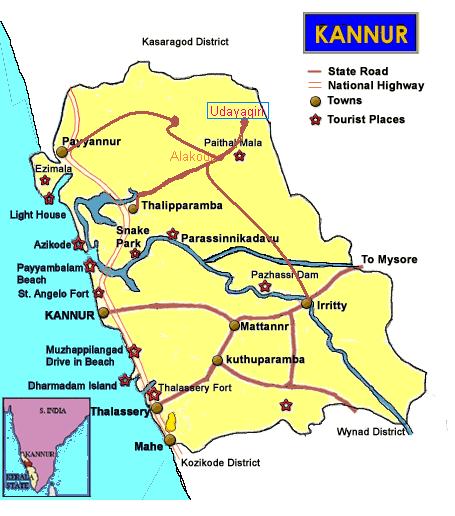 KANNUR
Kasaragod District
State Road
National Highway
Towns
Tourist Places
Udayagiri
Payyannur
Paithal Mala
Alakode
Ezimala
Light House
Thalipparamba
Snake
Park
Parassinnikadavu
Azikode
To Mysore
Payyambalam
Beach
Pazhassi Dam
St. Angelo Fort
Irritty
KANNUR
Mattannr
Muzhappilangad
Drive in Beach
kuthuparamba
Dharmadam Island
Thalassery Fort
Thalassery
Wynad District
Mahe
Kozikode District
S. INDIA
KANNUR
KERALA
STATE